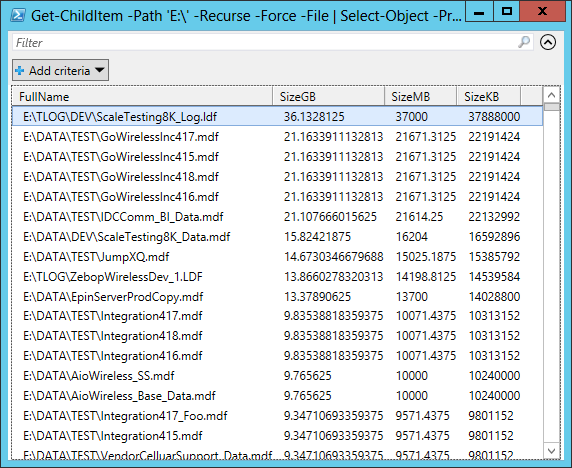 Get-ChildItem -Path 'E:\' -Recurse -Force -File | Select-Object -Pr...
Filter
Add criteria
FullName SizeGB SizeMB SizeKB
E:\TLOG\DEV\ScaleTesting8K_Log.ldf 36.1328125 37000 37888000
E:\DATA\TEST\GoWirelessInc417.mdf 21.1633911132813 21671.3125 22191424
E:\DATA\TEST\GoWirelessInc415.mdf 21.1633911132813 21671.3125 22191424
E:\DATA\TEST\GoWirelessInc418.mdf 21.1633911132813 21671.3125 22191424
E:\DATA\TEST\GoWirelessInc416.mdf 21.1633911132813 21671.3125 22191424
E:\DATA\TEST\IDCComm_BI_Data.mdf 21.107666015625 21614.25 22132992
E:\DATA\DEV\ScaleTesting8K_Data.mdf 15.82421875 16204 16592896
E:\DATA\TEST\JumpXQ.mdf 14.6730346679688 15025.1875 15385792
E:\TLOG\ZebopWirelessDev_1.LDF 13.8660278320313 14198.8125 14539584
E:\DATA\EpinServerProdCopy.mdf 13.37890625 13700 14028800
E:\DATA\TEST\Integration417.mdf 9.83538818359375 10071.4375 10313152
E:\DATA\TEST\Integration418.mdf 9.83538818359375 10071.4375 10313152
E:\DATA\TEST\Integration416.mdf 9.83538818359375 10071.4375 10313152
E:\DATA\AioWireless_SS.mdf 9.765625 10000 10240000
E:\DATA\AioWireless_Base_Data.mdf 9.765625 10000 10240000
E:\DATA\TEST\Integration417_Foo.mdf 9.34710693359375 9571.4375 9801152
E:\DATA\TEST\Integration415.mdf 9.34710693359375 9571.4375 9801152
E:\DATA\TEST\VendorCelluarSupport_Data.mdf 9.34710693359375 9571.4375 9801152